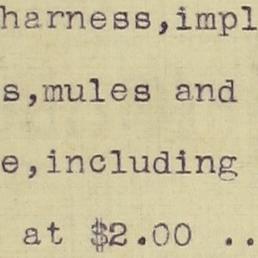 harness,impl
s,mules and
e,including
at $2.00 ..